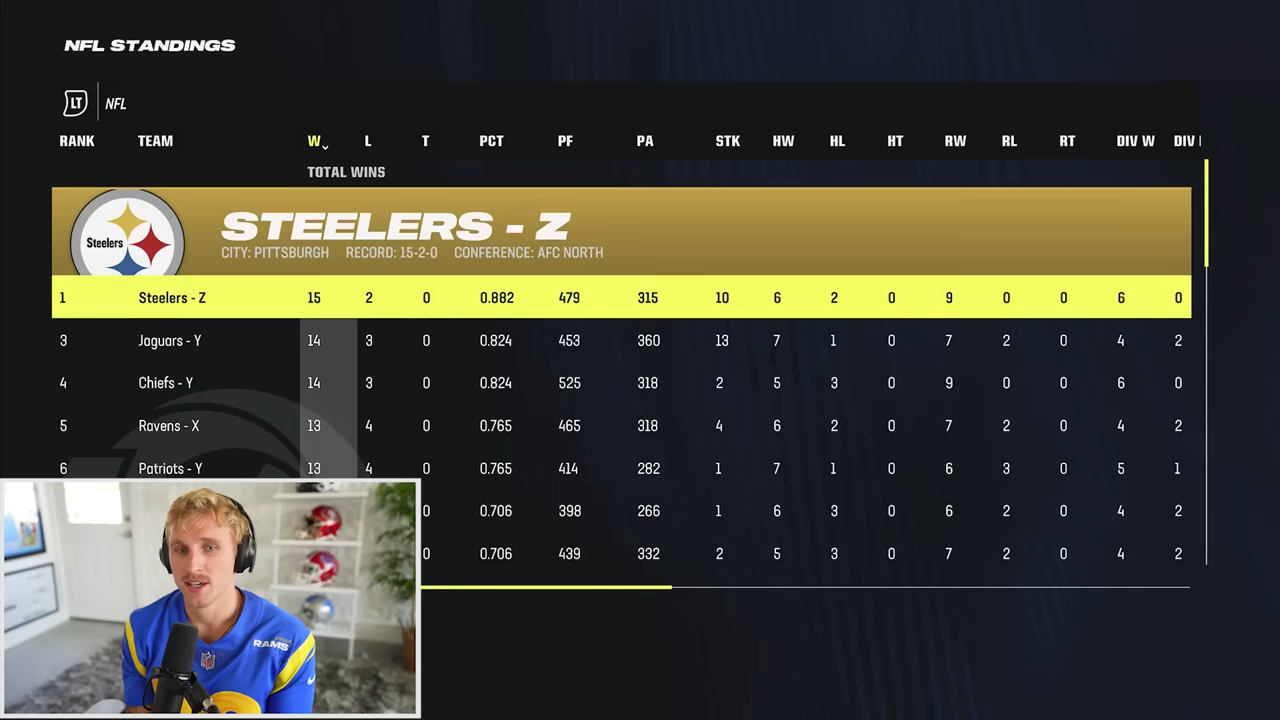 NFL STANDINGS
LT NFL
RANK TEAM W L T PCT PF PA STK HW HL HT RW RL RT DIV W DIV
TOTAL WINS
Steelers
STEELERS - Z
CITY: PITTSBURGH RECORD: 15-2-0 CONFERENCE: AFC NORTH
1 Steelers - Z 15 2 0 0.882 479 315 10 6 2 0 9 0 0 6 0
3 Jaguars - Y 14 3 0 0.824 453 360 13 7 1 0 7 2 0 4 2
4 Chiefs - Y 14 3 0 0.824 525 318 2 5 3 0 9 0 0 6 0
5 Ravens - X 13 4 0 0.765 465 318 4 6 2 0 7 2 0 4 2
6 Patriots - Y 13 4 0 0.765 414 282 1 7 1 0 6 3 0 5 1
0 0.706 398 266 1 6 3 0 6 2 0 4 2
0 0.706 439 332 2 5 3 0 7 2 0 4 2
RAMS